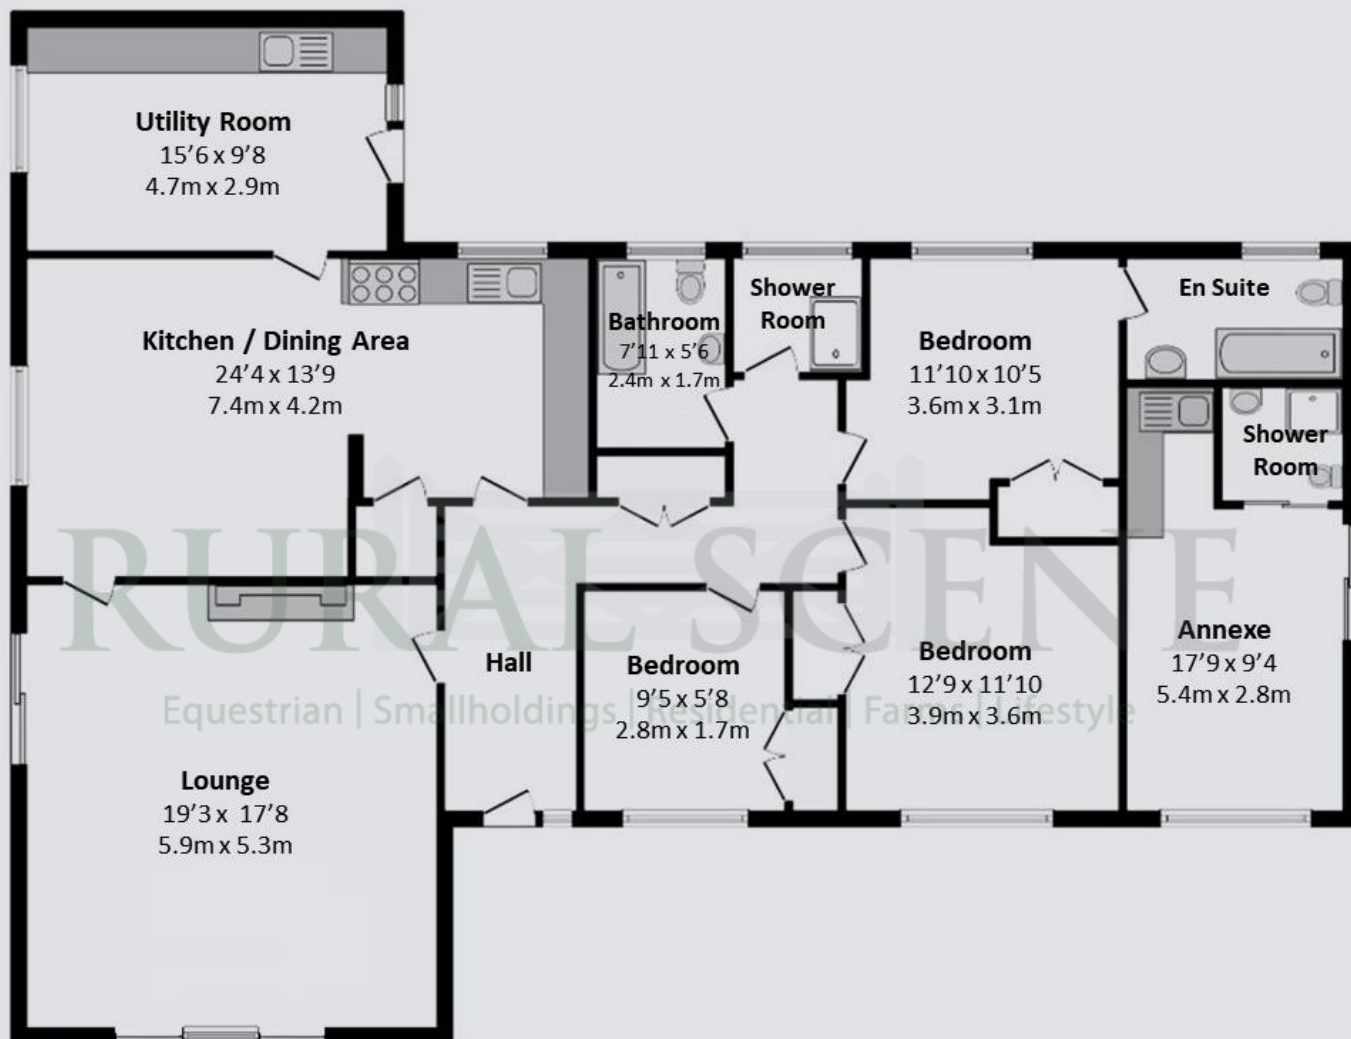 Utility Room
15’6 x 9’8
4.7m x 2.9m
Kitchen / Dining Area
24’4 x 13’9
7.4m x 4.2m
Bathroom
7’11 x 5’6
2.4m x 1.7m
Shower
Room
Bedroom
11’10 x 10’5
3.6m x 3.1m
En Suite
Shower
Room
RURAL SCENE
Equestrian | Smallholdings | Residential | Farms | Lifestyle
Lounge
19’3 x 17’8
5.9m x 5.3m
Hall
Bedroom
9’5 x 5’8
2.8m x 1.7m
Bedroom
12’9 x 11’10
3.9m x 3.6m
Annexe
17’9 x 9’4
5.4m x 2.8m